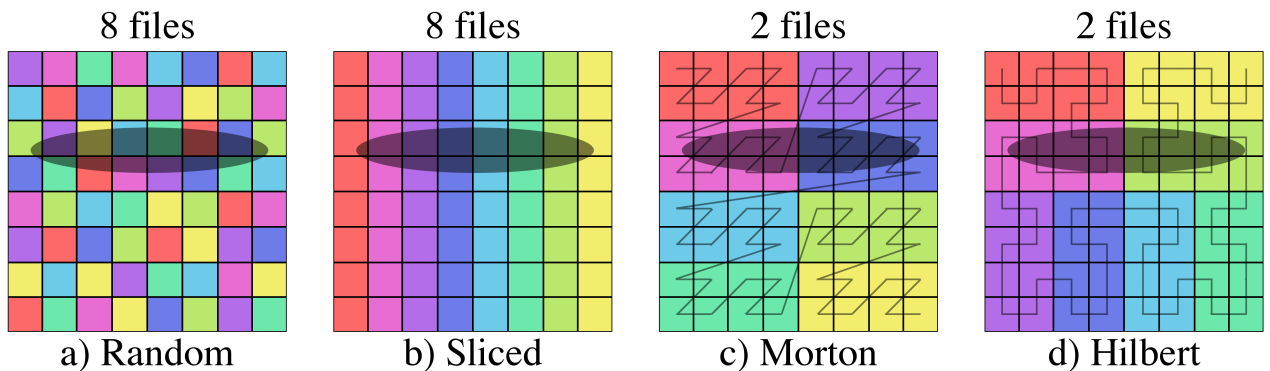 8 files
8 files
2 files
2 files
a) Random
b) Sliced
c) Morton
d) Hilbert